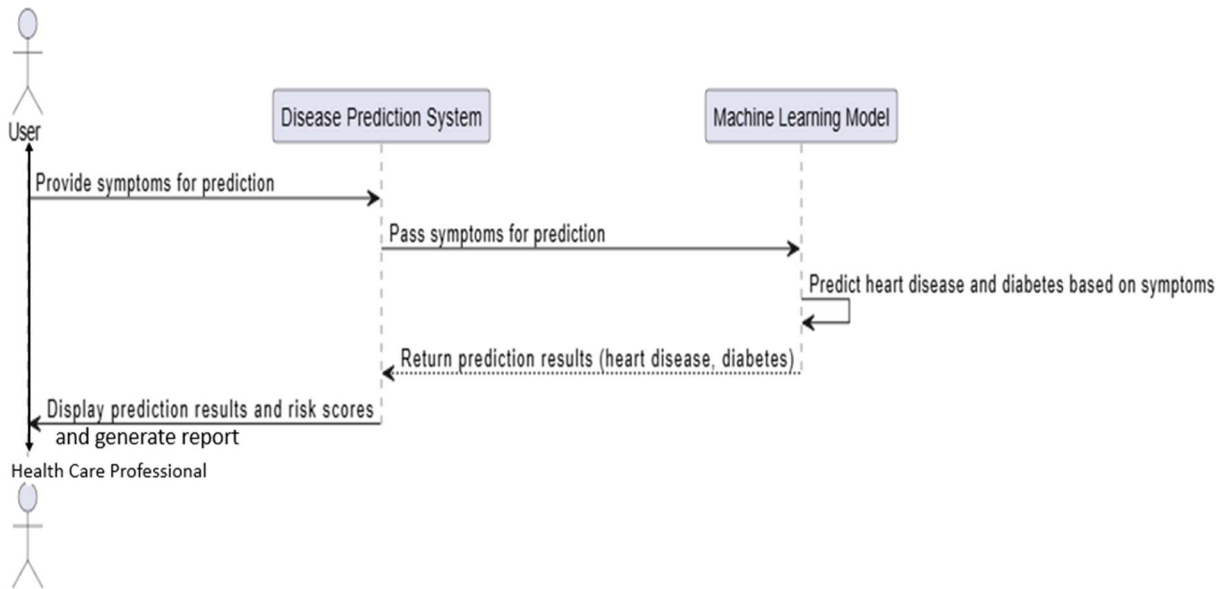 User
Disease Prediction System
Machine Learning Model
Provide symptoms for prediction
Pass symptoms for prediction
Predict heart disease and diabetes based on symptoms
Return prediction results (heart disease, diabetes)
Display prediction results and risk scores
and generate report
Health Care Professional